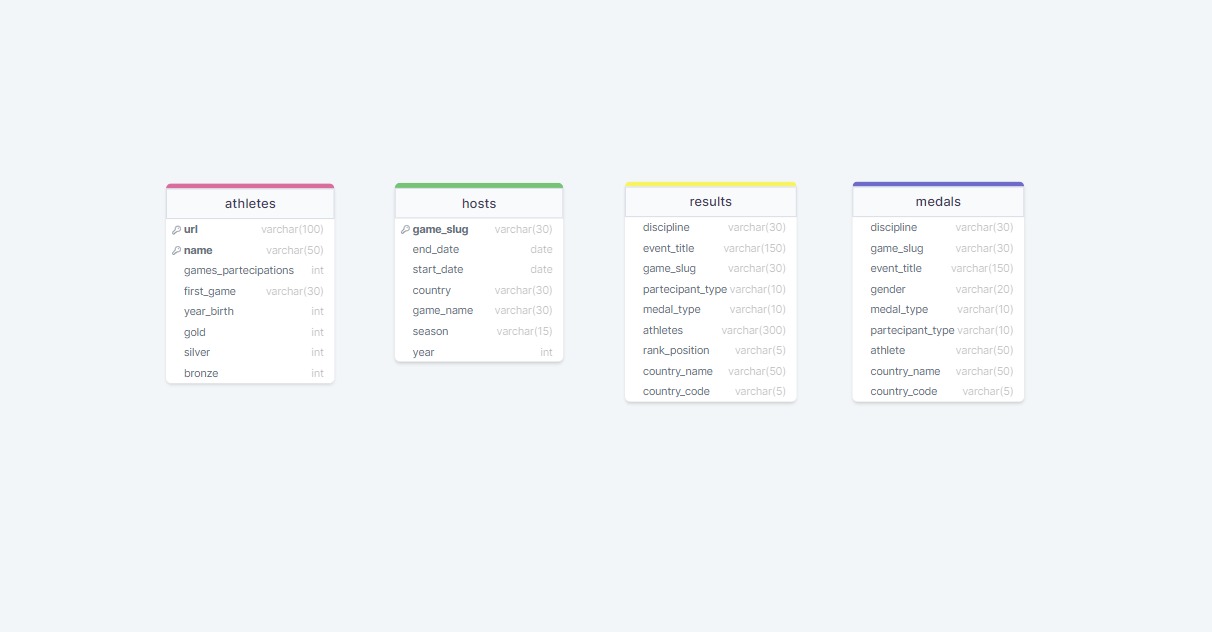 athletes
url varchar(100)
name varchar(50)
games_partecipations int
first_game varchar(30)
year_birth int
gold int
silver int
bronze int
hosts
game_slug varchar(30)
end_date date
start_date date
country varchar(30)
game_name varchar(30)
season varchar(15)
year int
results
discipline varchar(30)
event_title varchar(150)
game_slug varchar(30)
partecipant_type varchar(10)
medal_type varchar(10)
athletes varchar(300)
rank_position varchar(5)
country_name varchar(50)
country_code varchar(5)
medals
discipline varchar(30)
game_slug varchar(30)
event_title varchar(150)
gender varchar(20)
medal_type varchar(10)
partecipant_type varchar(10)
athlete varchar(50)
country_name varchar(50)
country_code varchar(5)